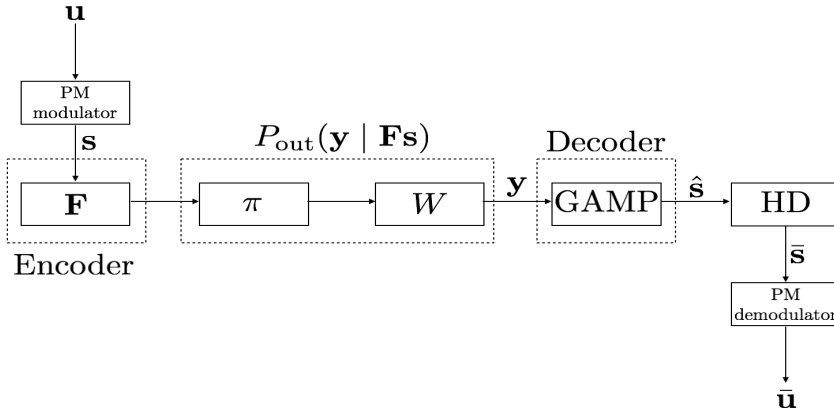 u
PM
modulator
s
P_out(y | Fs)
Decoder
F
π
W
y
GAMP
ŝ
HD
Encoder
s̄
PM
demodulator
ū